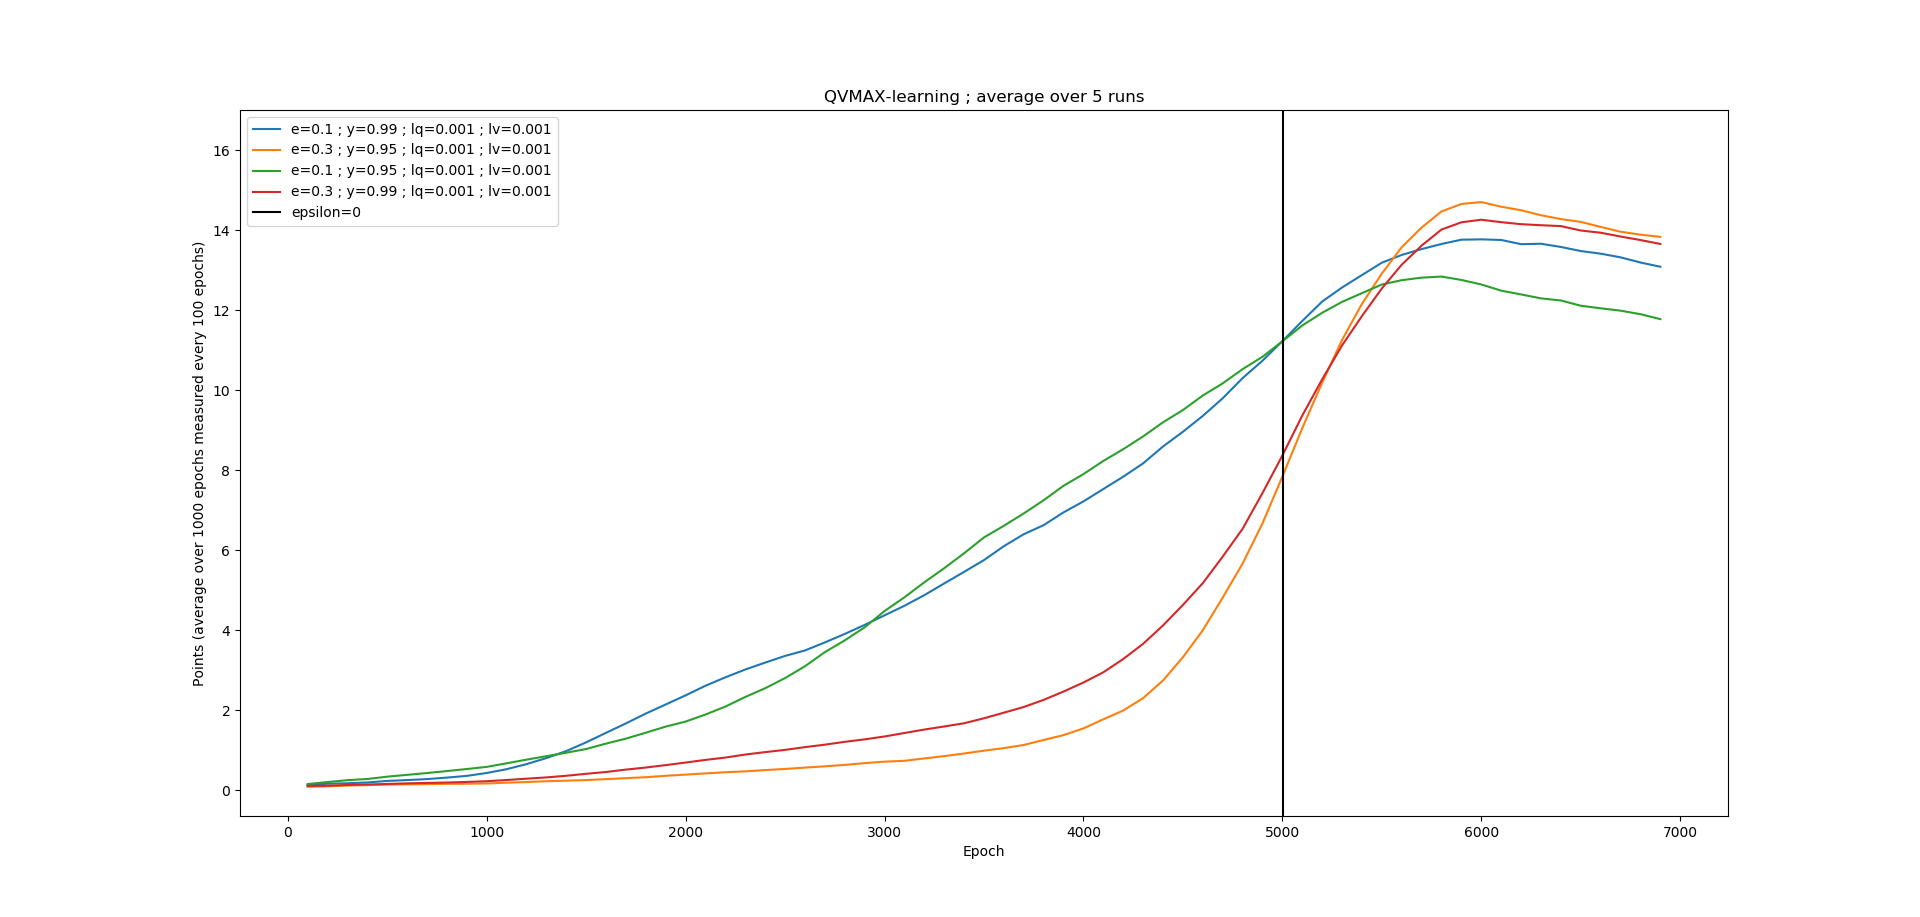 QVMAX-learning ; average over 5 runs
e=0.1 ; y=0.99 ; lq=0.001 ; lv=0.001
e=0.3 ; y=0.95 ; lq=0.001 ; lv=0.001
e=0.1 ; y=0.95 ; lq=0.001 ; lv=0.001
e=0.3 ; y=0.99 ; lq=0.001 ; lv=0.001
epsilon=0
Points (average over 1000 epochs measured every 100 epochs)
16
14
12
10
8
6
4
2
0
0 1000 2000 3000 4000 5000 6000 7000
Epoch